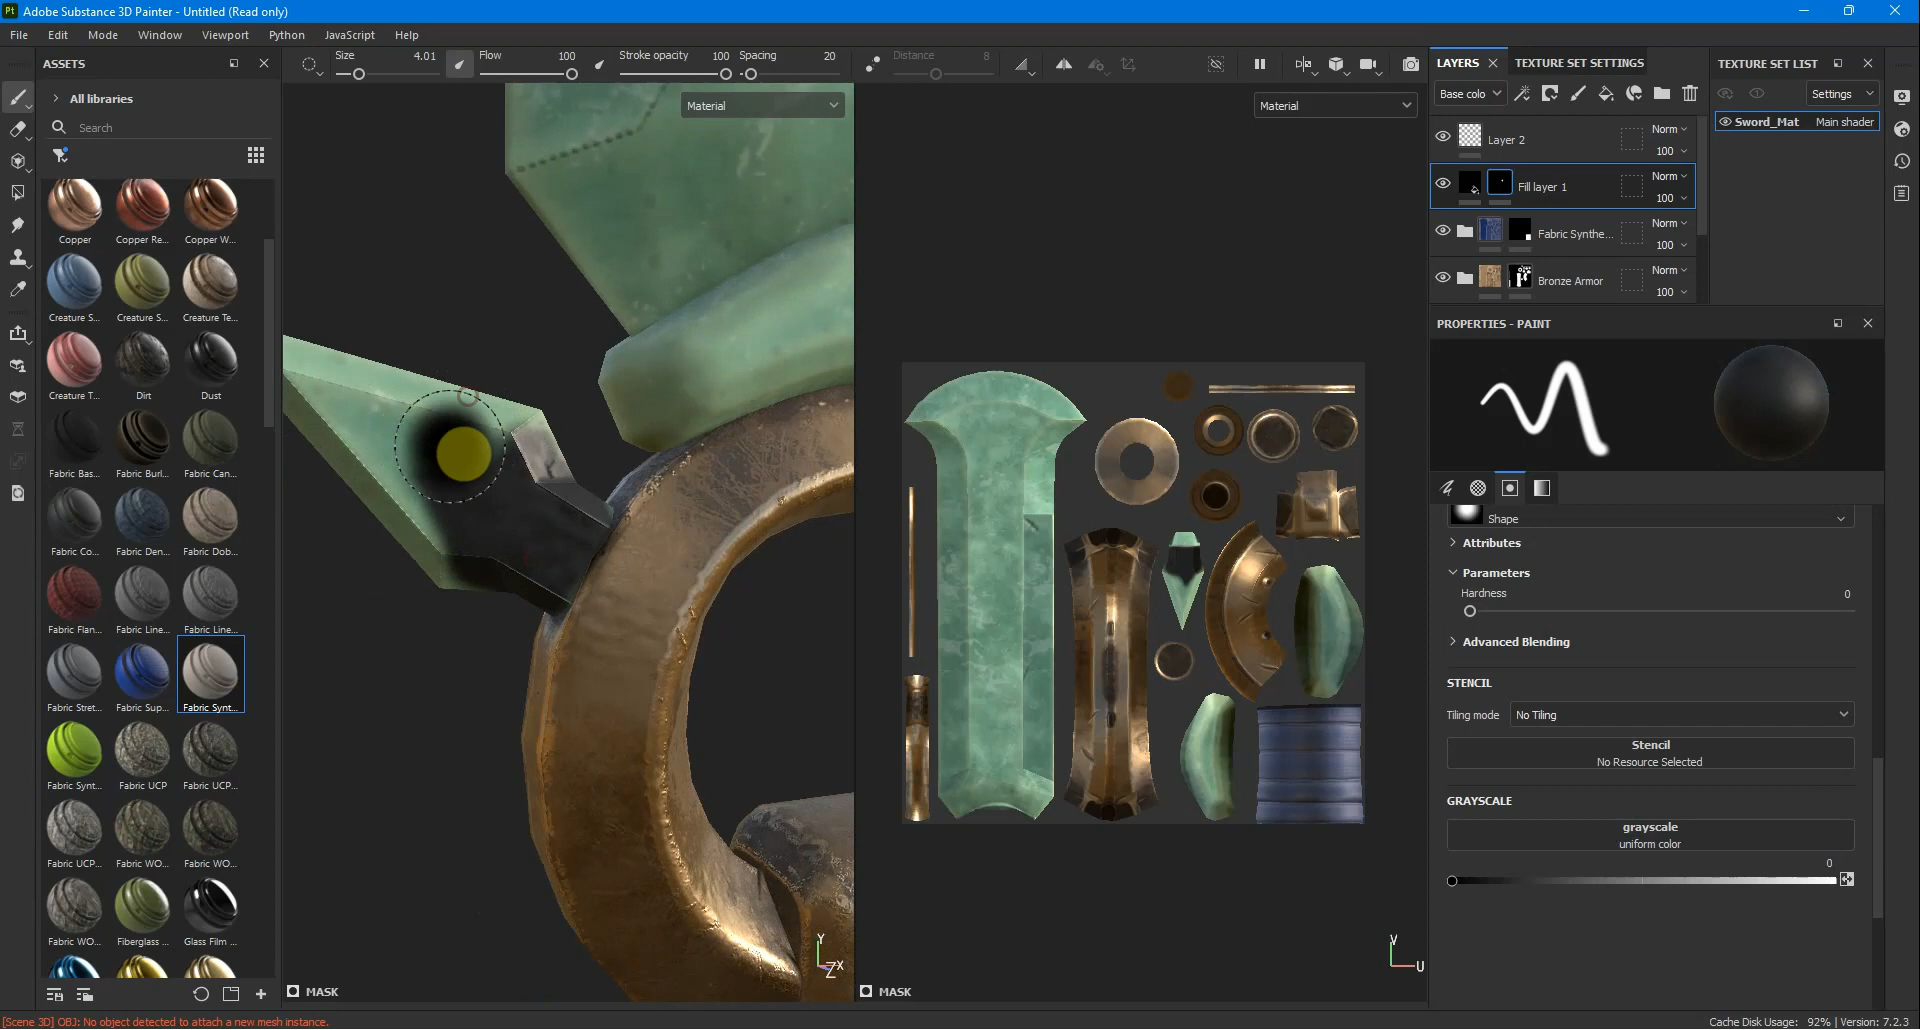 Pt Adobe Substance 3D Painter - Untitled (Read only)
File Edit Mode Window Viewport Python JavaScript Help
ASSETS
Size 4.01 Flow 100 Stroke opacity 100 Spacing 20 Distance 8
All libraries
Search
Material
Material
Copper Copper Re... Copper W...
Creature S... Creature S... Creature Te...
Creature T... Dirt Dust
Fabric Bas... Fabric Burl... Fabric Can...
Fabric Co... Fabric Den... Fabric Dob...
Fabric Flan... Fabric Line... Fabric Line...
Fabric Stret... Fabric Sup... Fabric Synt...
Fabric Synt... Fabric UCP Fabric UCP...
Fabric UCP... Fabric WO... Fabric WO...
Fabric WO... Fiberglass ... Glass Film ...
Y
Z X
MASK
V
U
MASK
LAYERS TEXTURE SET SETTINGS
Base colo
Layer 2 Norm
100
Fill layer 1 Norm
100
Fabric Synthe... Norm
100
Bronze Armor Norm
100
TEXTURE SET LIST
Settings
Sword_Mat Main shader
PROPERTIES - PAINT
Shape
Attributes
Parameters
Hardness 0
Advanced Blending
STENCIL
Tiling mode No Tiling
Stencil
No Resource Selected
GRAYSCALE
grayscale
uniform color
0
[Scene 3D] OBJ: No object detected to attach a new mesh instance.
Cache Disk Usage: 92% | Version: 7.2.3